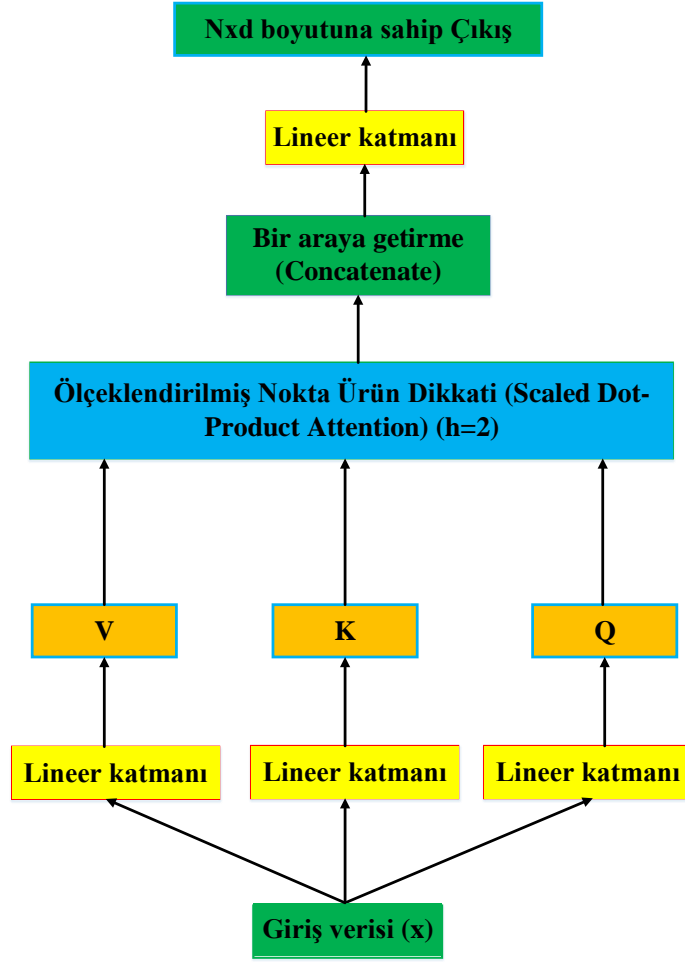 Nxd boyutuna sahip Çıkış
Lineer katmanı
Bir araya getirme
(Concatenate)
Ölçeklendirilmiş Nokta Ürün Dikkati (Scaled Dot-
Product Attention) (h=2)
V
K
Q
Lineer katmanı
Lineer katmanı
Lineer katmanı
Giriş verisi (x)